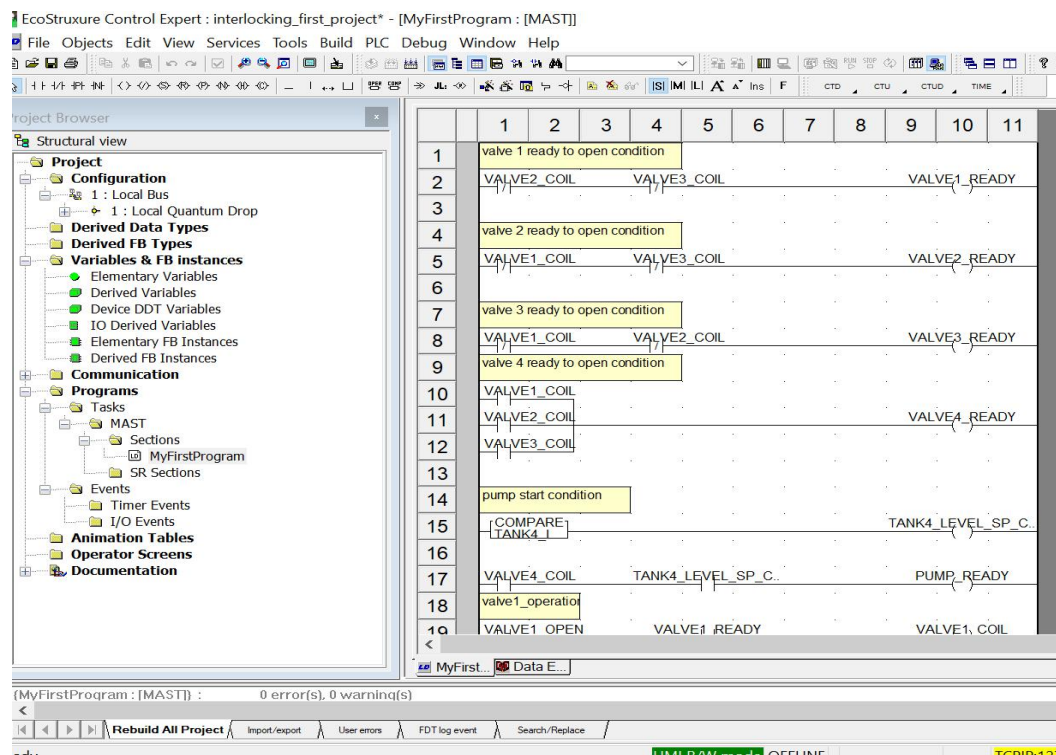 EcoStruxure Control Expert : interlocking_first_project* - [MyFirstProgram : [MAST]]
File Objects Edit View Services Tools Build PLC Debug Window Help
Ins F CTD CTU CTUD TIME
Project Browser
Structural view
Project
Configuration
1 : Local Bus
1 : Local Quantum Drop
Derived Data Types
Derived FB Types
Variables & FB instances
Elementary Variables
Derived Variables
Device DDT Variables
IO Derived Variables
Elementary FB Instances
Derived FB Instances
Communication
Programs
Tasks
MAST
Sections
MyFirstProgram
SR Sections
Events
Timer Events
I/O Events
Animation Tables
Operator Screens
Documentation
1 2 3 4 5 6 7 8 9 10 11
1 valve 1 ready to open condition
2 VALVE2_COIL VALVE3_COIL VALVE1_READY
3
4 valve 2 ready to open condition
5 VALVE1_COIL VALVE3_COIL VALVE2_READY
6
7 valve 3 ready to open condition
8 VALVE1_COIL VALVE2_COIL VALVE3_READY
9 valve 4 ready to open condition
10 VALVE1_COIL
11 VALVE2_COIL VALVE4_READY
12 VALVE3_COIL
13
14 pump start condition
15 COMPARE TANK4_LEVEL_SP_C..
TANK4_l
16
17 VALVE4_COIL TANK4_LEVEL_SP_C.. PUMP_READY
18 valve1_operation
19 VALVE1_OPEN VALVE1_READY VALVE1_COIL
MyFirst... Data E...
{MyFirstProgram : [MAST]} : 0 error(s), 0 warning(s)
Rebuild All Project Import/export User errors FDT log event Search/Replace
HMI R/W mode OFFLINE